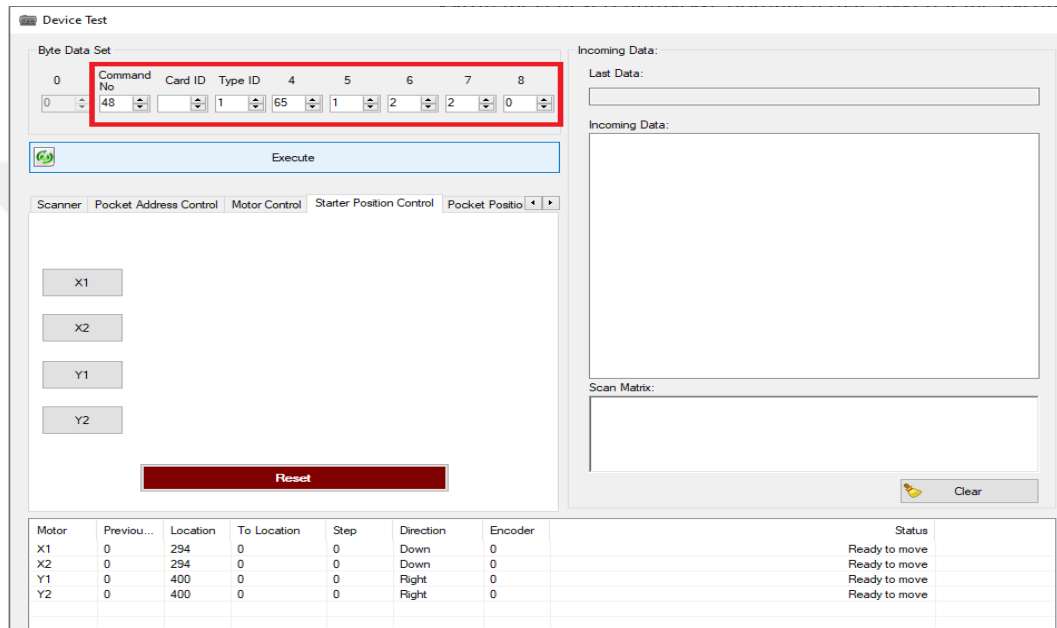 Device Test
Byte Data Set
0 Command No Card ID Type ID 4 5 6 7 8
0 48 1 65 1 2 2 0
Execute
Scanner Pocket Address Control Motor Control Starter Position Control Pocket Positio
X1
X2
Y1
Y2
Reset
Incoming Data:
Last Data:
Incoming Data:
Scan Matrix:
Clear
Motor Previou... Location To Location Step Direction Encoder Status
X1 0 294 0 0 Down 0 Ready to move
X2 0 294 0 0 Down 0 Ready to move
Y1 0 400 0 0 Right 0 Ready to move
Y2 0 400 0 0 Right 0 Ready to move